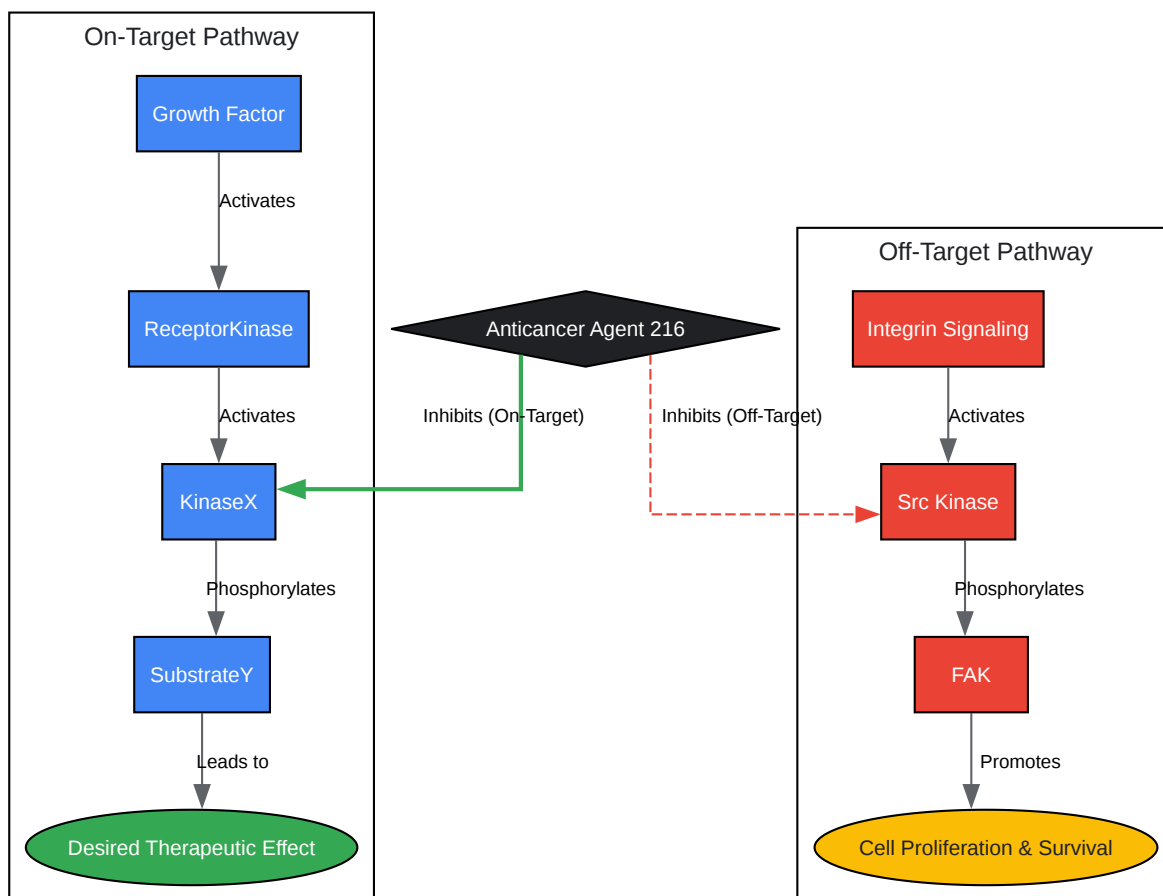 On-Target Pathway
Growth Factor
Activates
ReceptorKinase
Activates
KinaseX
Phosphorylates
SubstrateY
Leads to
Desired Therapeutic Effect
Anticancer Agent 216
Inhibits (On-Target)
Inhibits (Off-Target)
Off-Target Pathway
Integrin Signaling
Activates
Src Kinase
Phosphorylates
FAK
Promotes
Cell Proliferation & Survival